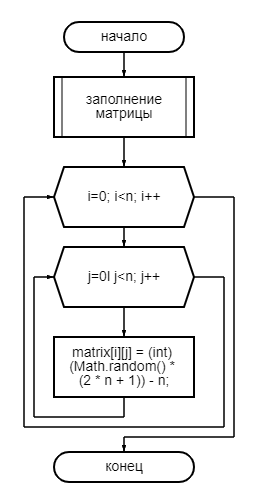 начало
заполнение
матрицы
i=0; i<n; i++
j=0l j<n; j++
matrix[i][j] = (int)
(Math.random() *
(2 * n + 1)) - n;
конец